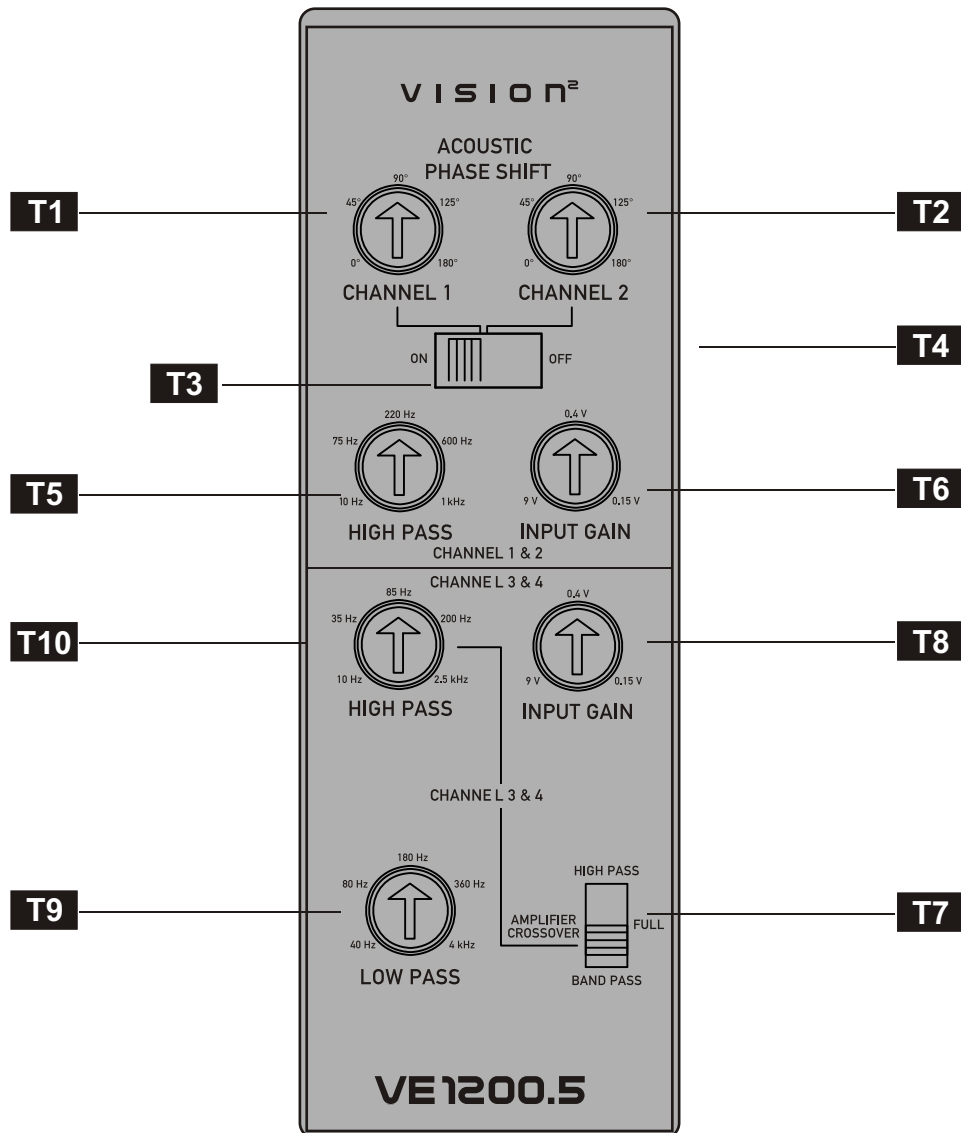 VISION²
ACOUSTIC
PHASE SHIFT
T1
0°
45°
90°
125°
180°
CHANNEL 1
T2
0°
45°
90°
125°
180°
CHANNEL 2
T3
ON
OFF
T4
T5
10 Hz
75 Hz
220 Hz
600 Hz
1 kHz
HIGH PASS
T6
9 V
0.4 V
0.15 V
INPUT GAIN
CHANNEL 1 & 2
CHANNEL 3 & 4
T10
10 Hz
35 Hz
85 Hz
200 Hz
2.5 kHz
HIGH PASS
T8
9 V
0.4 V
0.15 V
INPUT GAIN
CHANNEL 3 & 4
T9
40 Hz
80 Hz
180 Hz
360 Hz
4 kHz
LOW PASS
T7
HIGH PASS
AMPLIFIER
CROSSOVER
FULL
BAND PASS
VE1200.5